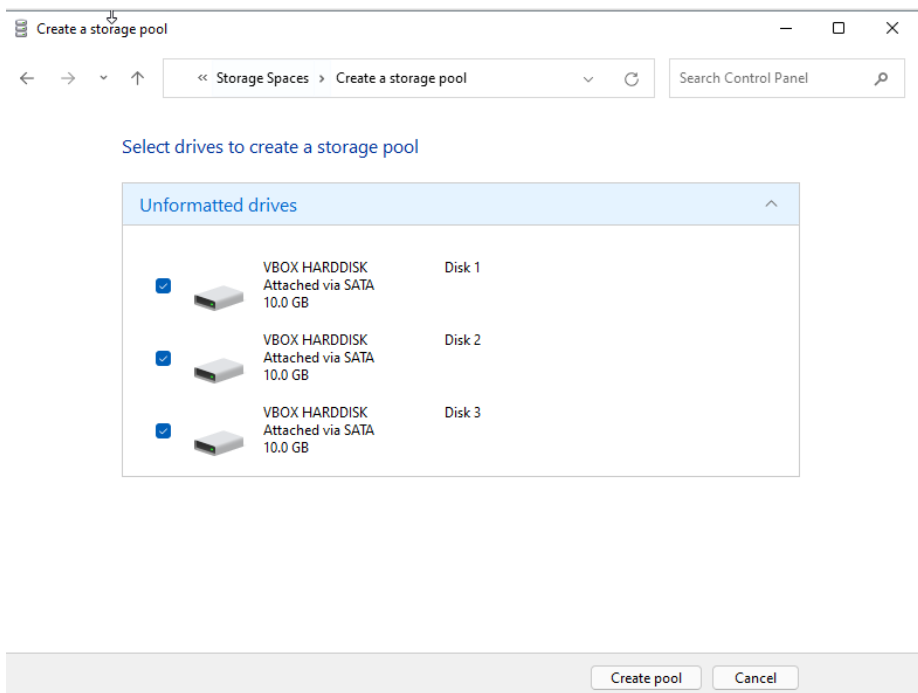 Create a storage pool
« Storage Spaces > Create a storage pool
Search Control Panel
Select drives to create a storage pool
Unformatted drives
VBOX HARDDISK Disk 1
Attached via SATA
10.0 GB
VBOX HARDDISK Disk 2
Attached via SATA
10.0 GB
VBOX HARDDISK Disk 3
Attached via SATA
10.0 GB
Create pool Cancel